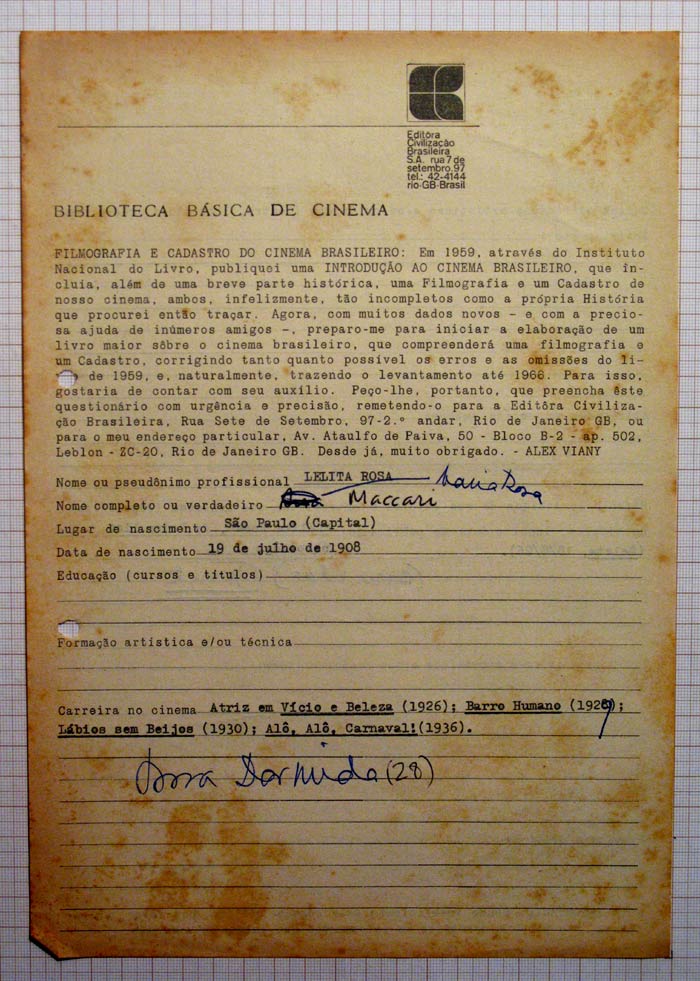 Editôra
Civilização
Brasileira
S.A. rua 7 de
setembro, 97
tel.: 42-4144
rio-GB-Brasil
BIBLIOTECA BÁSICA DE CINEMA
FILMOGRAFIA E CADASTRO DO CINEMA BRASILEIRO: Em 1959, através do Instituto
Nacional do Livro, publiquei uma INTRODUÇÃO AO CINEMA BRASILEIRO, que in-
cluia, além de uma breve parte histórica, uma Filmografia e um Cadastro de
nosso cinema, ambos, infelizmente, tão incompletos como a própria História
que procurei então traçar. Agora, com muitos dados novos - e com a precio-
sa ajuda de inúmeros amigos -, preparo-me para iniciar a elaboração de um
livro maior sôbre o cinema brasileiro, que compreenderá uma filmografia e
um Cadastro, corrigindo tanto quanto possível os erros e as omissões do li-
de 1959, e, naturalmente, trazendo o levantamento até 1966. Para isso,
gostaria de contar com seu auxílio. Peço-lhe, portanto, que preencha êste
questionário com urgência e precisão, remetendo-o para a Editôra Civiliza-
ção Brasileira, Rua Sete de Setembro, 97-2.º andar, Rio de Janeiro GB, ou
para o meu endereço particular, Av. Ataulfo de Paiva, 50 - Bloco B-2 - ap. 502,
Leblon - ZC-20, Rio de Janeiro GB. Desde já, muito obrigado. - ALEX VIANY
Nome ou pseudônimo profissional LELITA ROSA
Nome completo ou verdadeiro Maccari Rosa
Lugar de nascimento São Paulo (Capital)
Data de nascimento 19 de julho de 1908
Educação (cursos e títulos)
Formação artística e/ou técnica
Carreira no cinema Atriz em Vício e Beleza (1926); Barro Humano (1929);
Lábios sem Beijos (1930); Alô, Alô, Carnaval! (1936).
(28)